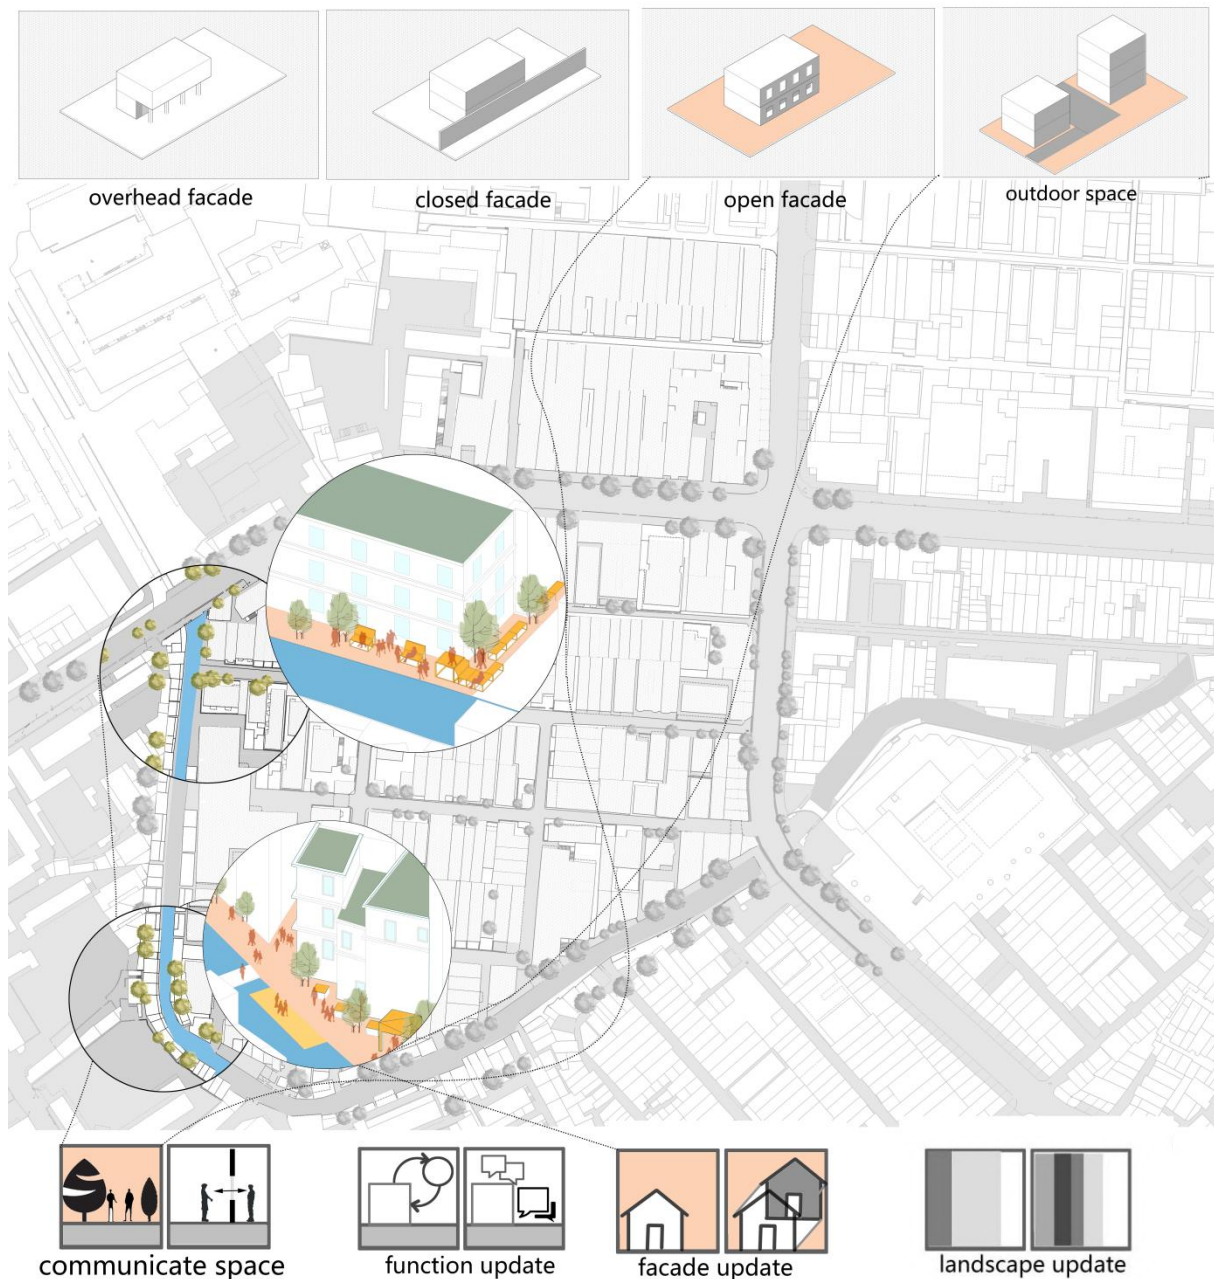 overhead facade
closed facade
open facade
outdoor space
communicate space
function update
facade update
landscape update